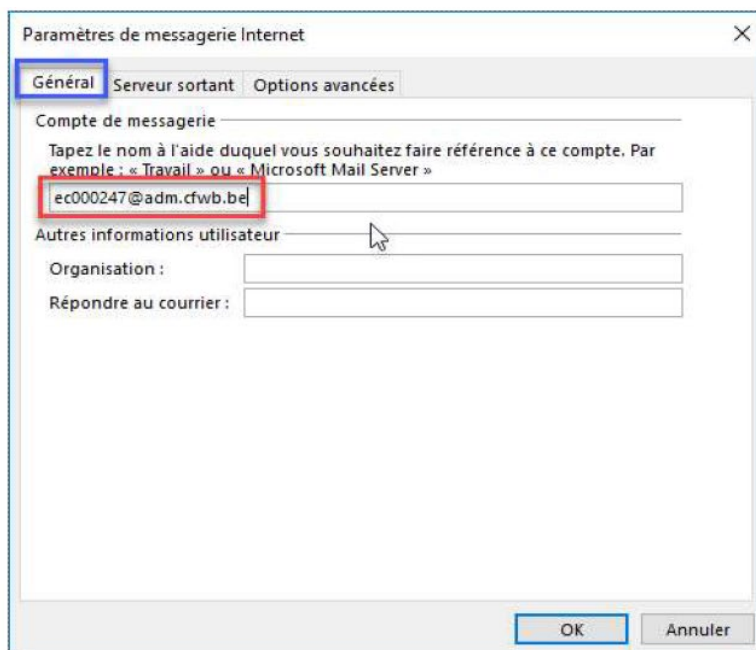 Paramètres de messagerie Internet
Général Serveur sortant Options avancées
Compte de messagerie
Tapez le nom à l'aide duquel vous souhaitez faire référence à ce compte. Par
exemple : « Travail » ou « Microsoft Mail Server »
ec000247@adm.cfwb.be
Autres informations utilisateur
Organisation :
Répondre au courrier :
OK Annuler